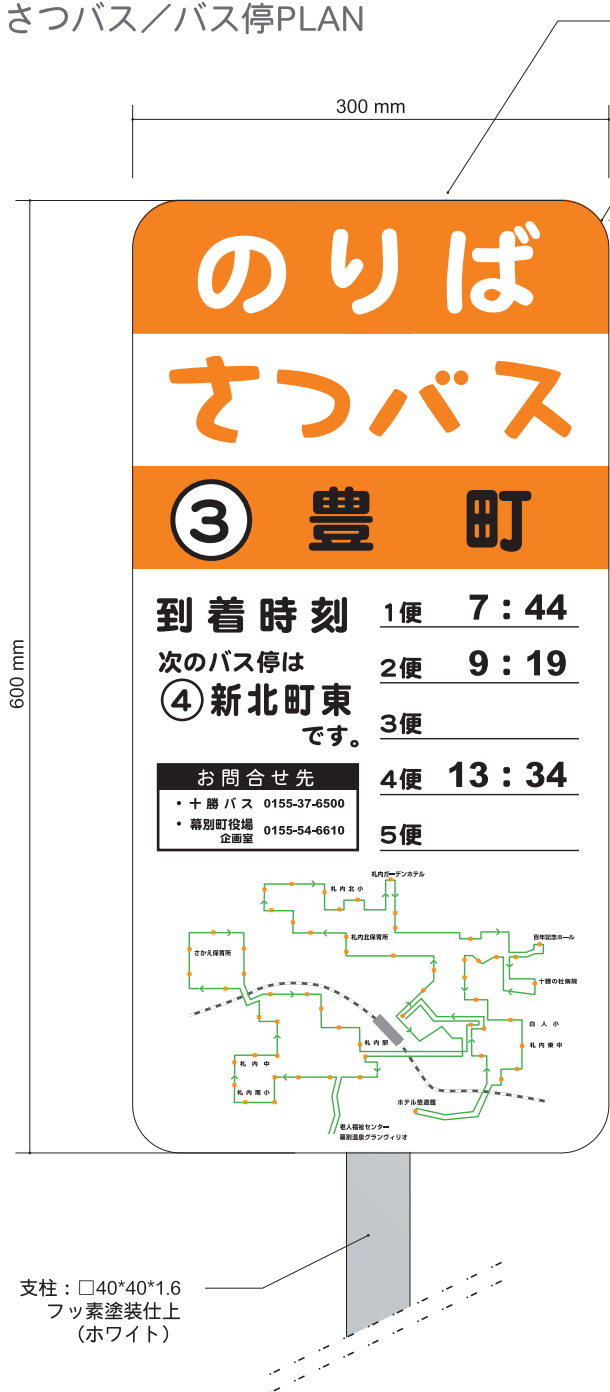 さつバス／バス停PLAN
300 mm
600 mm
のりば
さつバス
③ 豊 町
到着時刻
次のバス停は
④新北町東
です。
1便 7：44
2便 9：19
3便
4便 13：34
5便
お問合せ先
・十勝バス 0155-37-6500
・幕別町役場
企画室 0155-54-6610
札内ガーデンホテル
札内北小
札内北保育所
百年記念ホール
さかえ保育所
十勝の杜病院
白人小
札内東中
札内駅
札内中
札内南小
ホテル悠遊館
老人福祉センター
幕別温泉グランヴィリオ
支柱：□40*40*1.6
フッ素塗装仕上
（ホワイト）